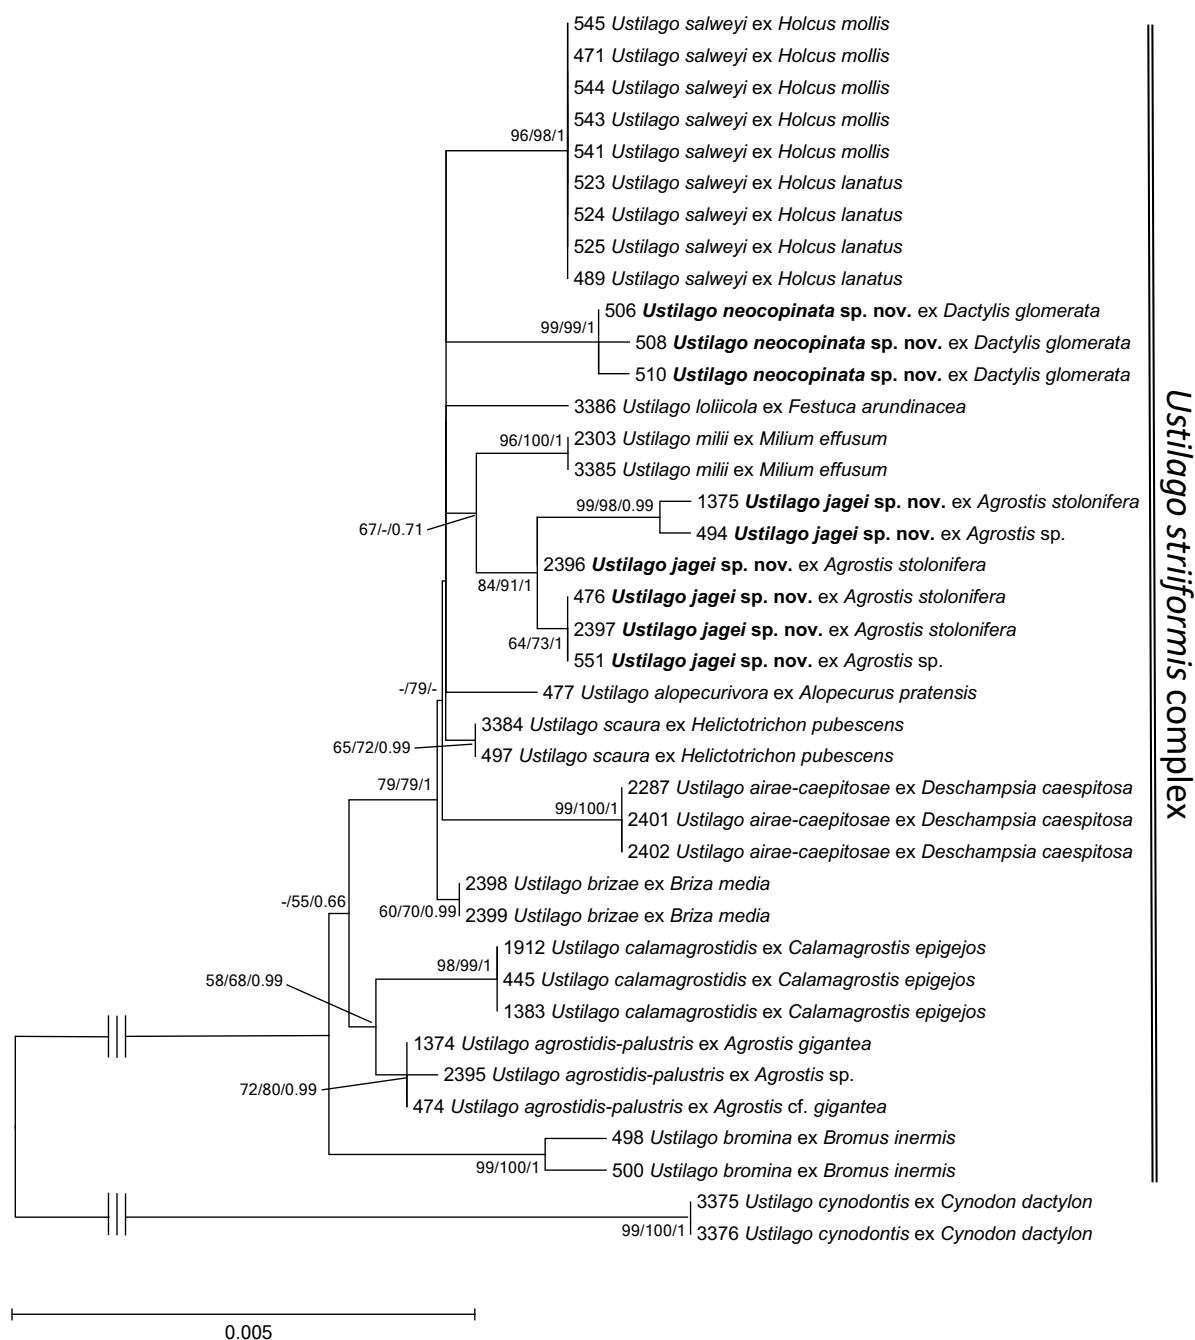 545 Ustilago salweyi ex Holcus mollis
471 Ustilago salweyi ex Holcus mollis
544 Ustilago salweyi ex Holcus mollis
543 Ustilago salweyi ex Holcus mollis
96/98/1
541 Ustilago salweyi ex Holcus mollis
523 Ustilago salweyi ex Holcus lanatus
524 Ustilago salweyi ex Holcus lanatus
525 Ustilago salweyi ex Holcus lanatus
489 Ustilago salweyi ex Holcus lanatus
506 Ustilago neocopinata sp. nov. ex Dactylis glomerata
99/99/1
508 Ustilago neocopinata sp. nov. ex Dactylis glomerata
510 Ustilago neocopinata sp. nov. ex Dactylis glomerata
3386 Ustilago loliicola ex Festuca arundinacea
96/100/1
2303 Ustilago milii ex Milium effusum
3385 Ustilago milii ex Milium effusum
1375 Ustilago jagei sp. nov. ex Agrostis stolonifera
99/98/0.99
67/-/0.71
494 Ustilago jagei sp. nov. ex Agrostis sp.
2396 Ustilago jagei sp. nov. ex Agrostis stolonifera
84/91/1
476 Ustilago jagei sp. nov. ex Agrostis stolonifera
2397 Ustilago jagei sp. nov. ex Agrostis stolonifera
64/73/1
551 Ustilago jagei sp. nov. ex Agrostis sp.
-/79/-
477 Ustilago alopecurivora ex Alopecurus pratensis
3384 Ustilago scaura ex Helictotrichon pubescens
65/72/0.99
497 Ustilago scaura ex Helictotrichon pubescens
79/79/1
2287 Ustilago airae-caepitosae ex Deschampsia caespitosa
99/100/1
2401 Ustilago airae-caepitosae ex Deschampsia caespitosa
2402 Ustilago airae-caepitosae ex Deschampsia caespitosa
2398 Ustilago brizae ex Briza media
-/55/0.66
60/70/0.99
2399 Ustilago brizae ex Briza media
1912 Ustilago calamagrostidis ex Calamagrostis epigejos
98/99/1
58/68/0.99
445 Ustilago calamagrostidis ex Calamagrostis epigejos
1383 Ustilago calamagrostidis ex Calamagrostis epigejos
1374 Ustilago agrostidis-palustris ex Agrostis gigantea
72/80/0.99
2395 Ustilago agrostidis-palustris ex Agrostis sp.
474 Ustilago agrostidis-palustris ex Agrostis cf. gigantea
498 Ustilago bromina ex Bromus inermis
99/100/1
500 Ustilago bromina ex Bromus inermis
3375 Ustilago cynodontis ex Cynodon dactylon
99/100/1
3376 Ustilago cynodontis ex Cynodon dactylon
Ustilago striiformis complex
0.005